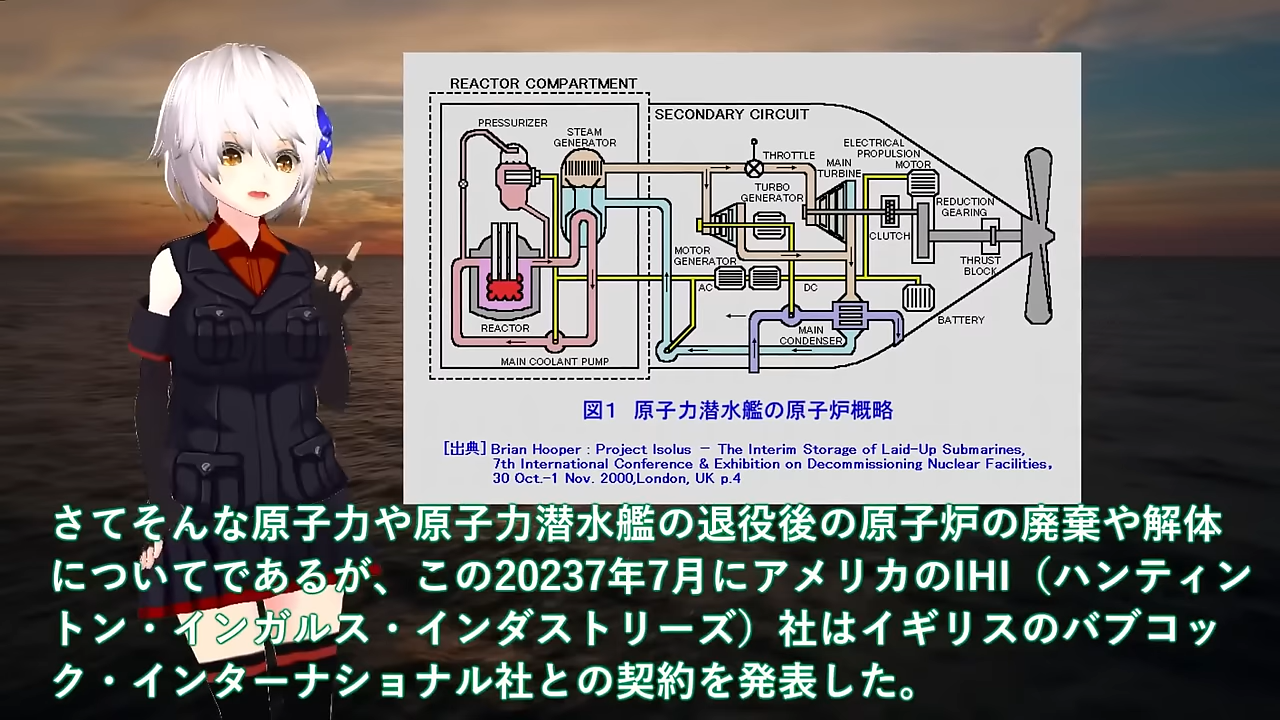 REACTOR COMPARTMENT
SECONDARY CIRCUIT
PRESSURIZER
STEAM
GENERATOR
THROTTLE
ELECTRICAL
PROPULSION
MOTOR
MAIN
TURBINE
TURBO
GENERATOR
REDUCTION
GEARING
CLUTCH
MOTOR
GENERATOR
THRUST
BLOCK
AC
DC
REACTOR
BATTERY
MAIN
CONDENSER
MAIN COOLANT PUMP
図1 原子力潜水艦の原子炉概略
[出典] Brian Hooper : Project Isolus − The Interim Storage of Laid-Up Submarines,
7th International Conference & Exhibition on Decommissioning Nuclear Facilities,
30 Oct.-1 Nov. 2000,London, UK p.4
さてそんな原子力や原子力潜水艦の退役後の原子炉の廃棄や解体
についてであるが、この20237年7月にアメリカのIHI（ハンティン
トン・インガルス・インダストリーズ）社はイギリスのバブコッ
ク・インターナショナル社との契約を発表した。